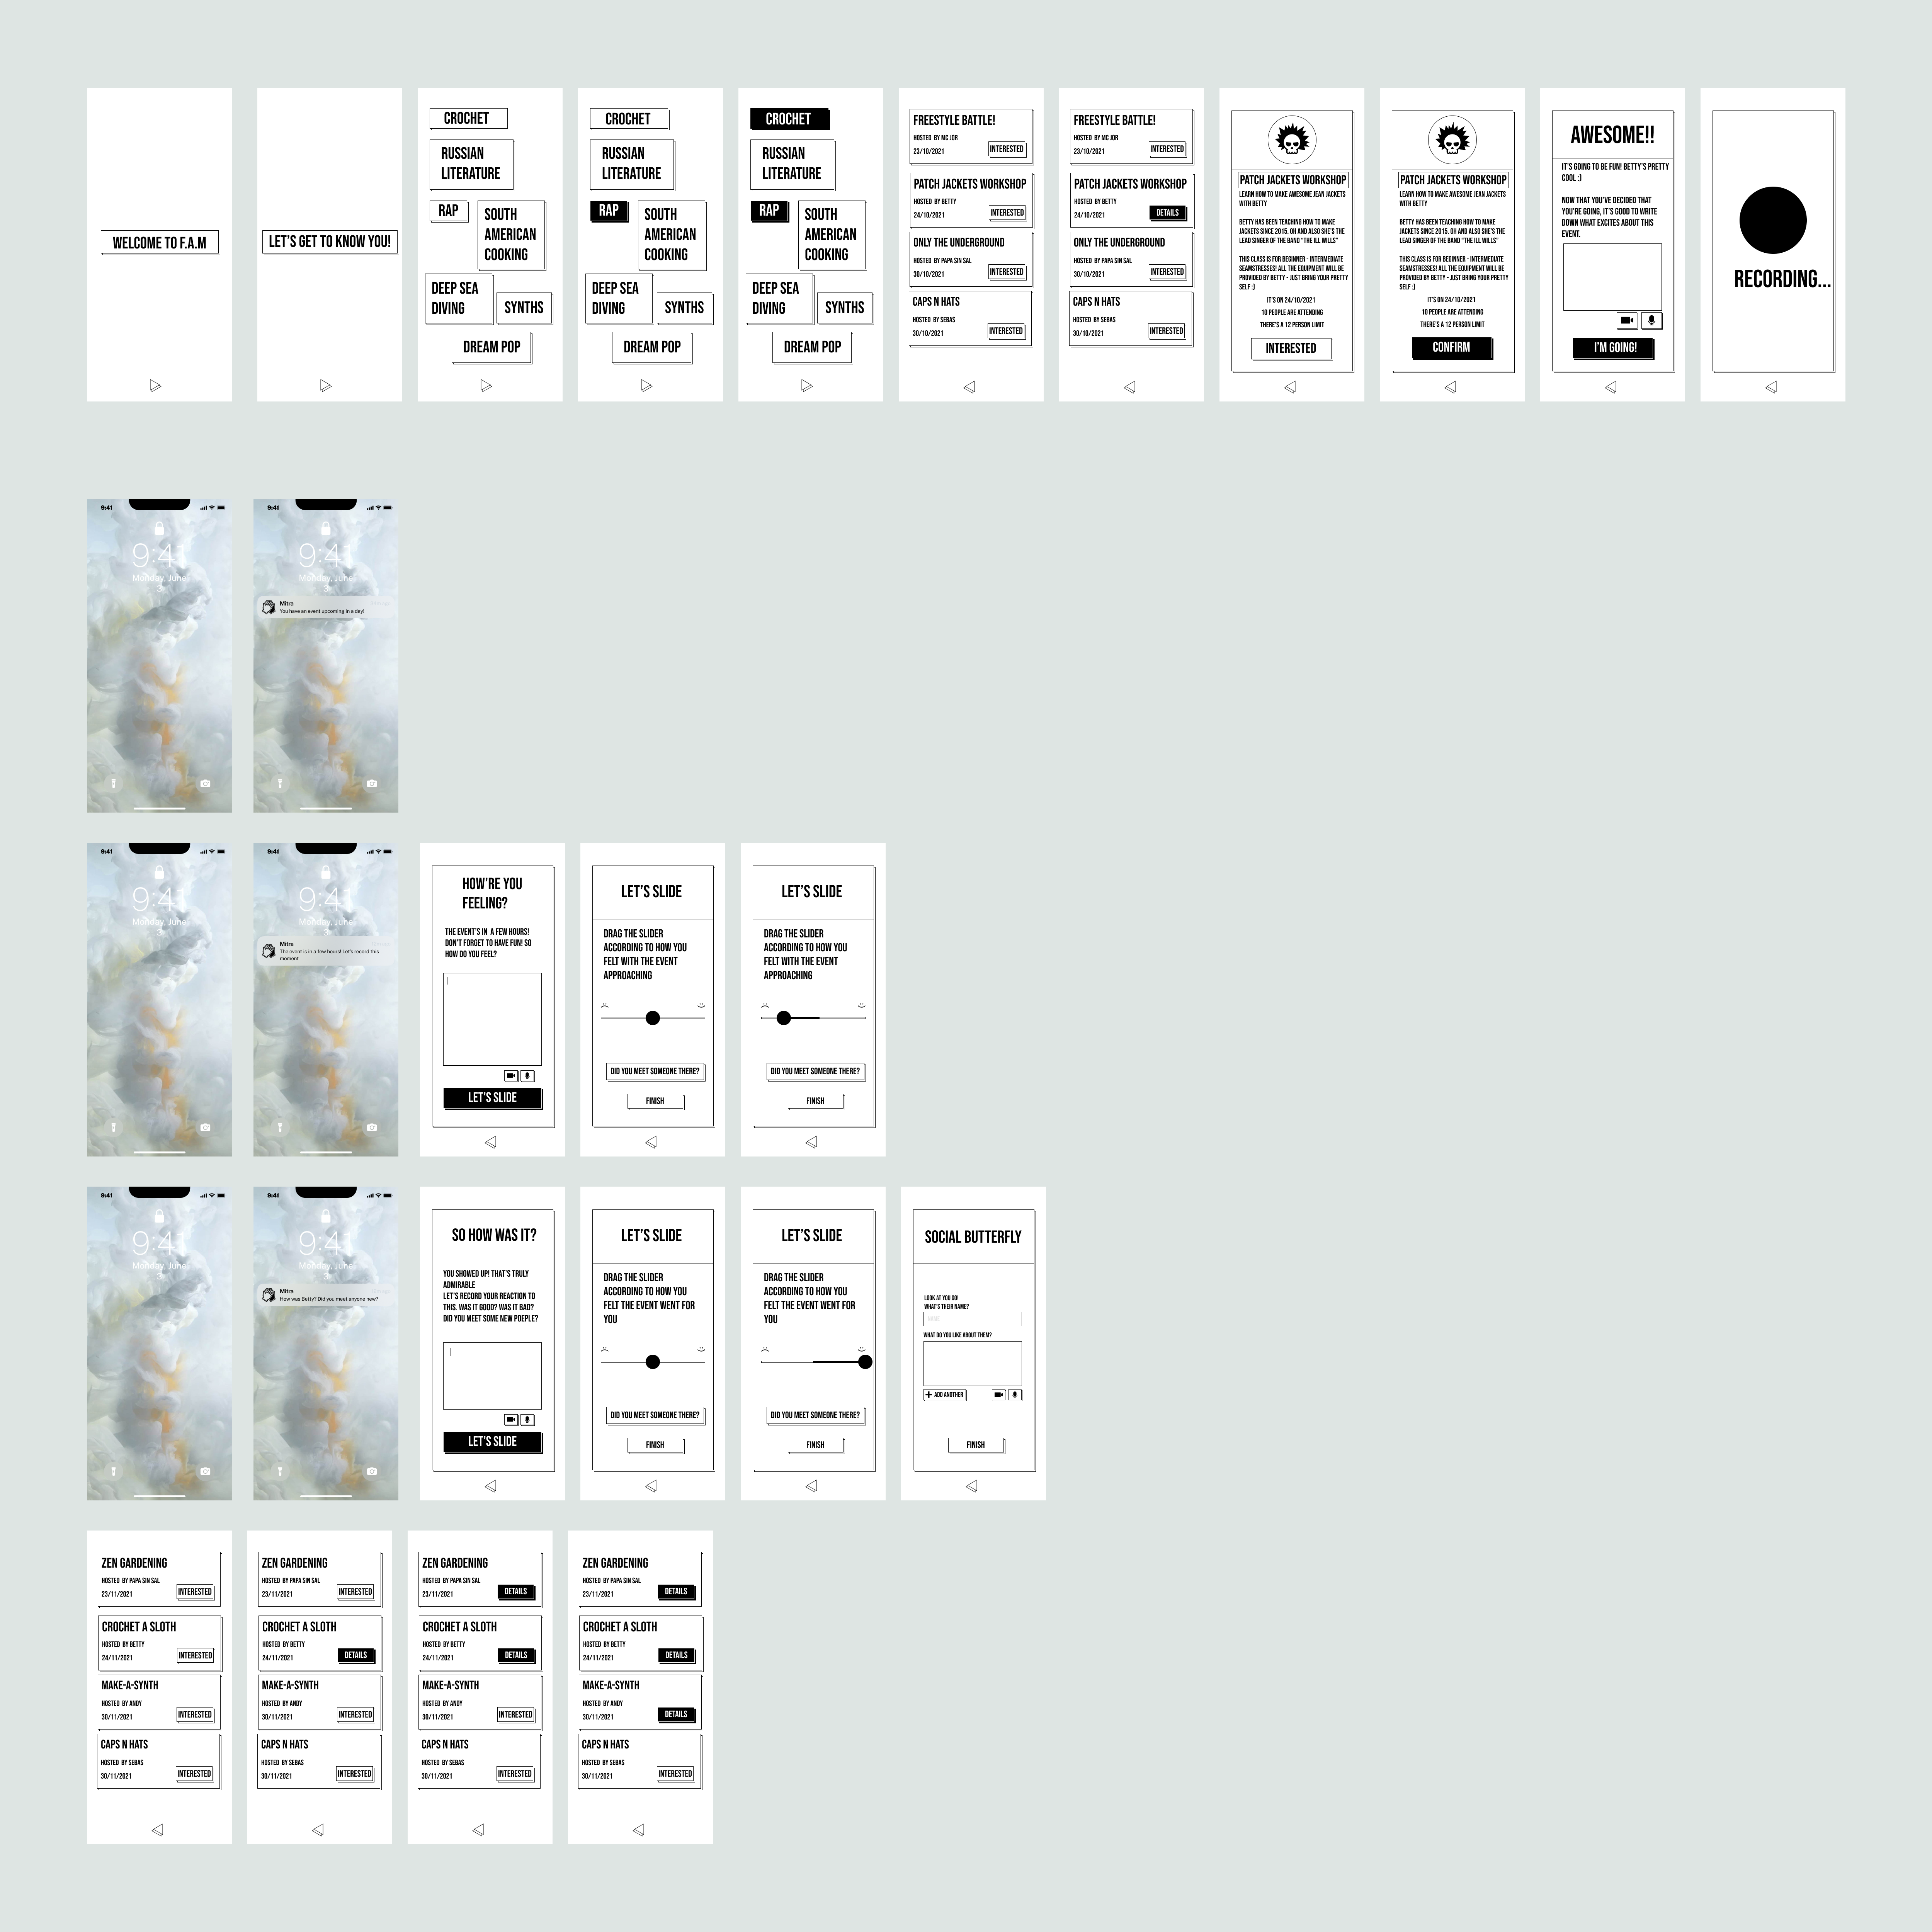 WELCOME TO F.A.M
LET'S GET TO KNOW YOU!
CROCHET
RUSSIAN
LITERATURE
RAP
SOUTH
AMERICAN
COOKING
DEEP SEA
DIVING
SYNTHS
DREAM POP
CROCHET
RUSSIAN
LITERATURE
RAP
SOUTH
AMERICAN
COOKING
DEEP SEA
DIVING
SYNTHS
DREAM POP
CROCHET
RUSSIAN
LITERATURE
RAP
SOUTH
AMERICAN
COOKING
DEEP SEA
DIVING
SYNTHS
DREAM POP
FREESTYLE BATTLE!
HOSTED BY MC JOR
23/10/2021
INTERESTED
PATCH JACKETS WORKSHOP
HOSTED BY BETTY
24/10/2021
INTERESTED
ONLY THE UNDERGROUND
HOSTED BY PAPA SIN SAL
30/10/2021
INTERESTED
CAPS N HATS
HOSTED BY SEBAS
30/10/2021
INTERESTED
FREESTYLE BATTLE!
HOSTED BY MC JOR
23/10/2021
INTERESTED
PATCH JACKETS WORKSHOP
HOSTED BY BETTY
24/10/2021
DETAILS
ONLY THE UNDERGROUND
HOSTED BY PAPA SIN SAL
30/10/2021
INTERESTED
CAPS N HATS
HOSTED BY SEBAS
30/10/2021
INTERESTED
PATCH JACKETS WORKSHOP
LEARN HOW TO MAKE AWESOME JEAN JACKETS
WITH BETTY
BETTY HAS BEEN TEACHING HOW TO MAKE
JACKETS SINCE 2015. OH AND ALSO SHE'S THE
LEAD SINGER OF THE BAND "THE ILL WILLS"
THIS CLASS IS FOR BEGINNER - INTERMEDIATE
SEAMSTRESSES! ALL THE EQUIPMENT WILL BE
PROVIDED BY BETTY - JUST BRING YOUR PRETTY
SELF :)
IT'S ON 24/10/2021
10 PEOPLE ARE ATTENDING
THERE'S A 12 PERSON LIMIT
INTERESTED
PATCH JACKETS WORKSHOP
LEARN HOW TO MAKE AWESOME JEAN JACKETS
WITH BETTY
BETTY HAS BEEN TEACHING HOW TO MAKE
JACKETS SINCE 2015. OH AND ALSO SHE'S THE
LEAD SINGER OF THE BAND "THE ILL WILLS"
THIS CLASS IS FOR BEGINNER - INTERMEDIATE
SEAMSTRESSES! ALL THE EQUIPMENT WILL BE
PROVIDED BY BETTY - JUST BRING YOUR PRETTY
SELF :)
IT'S ON 24/10/2021
10 PEOPLE ARE ATTENDING
THERE'S A 12 PERSON LIMIT
CONFIRM
AWESOME!!
IT'S GOING TO BE FUN! BETTY'S PRETTY
COOL :)
NOW THAT YOU'VE DECIDED THAT
YOU'RE GOING, IT'S GOOD TO WRITE
DOWN WHAT EXCITES ABOUT THIS
EVENT.
I'M GOING!
RECORDING...
9:41
9:41
Monday, June
3
9:41
9:41
Monday, June
3
Mitra
You have an event upcoming in a day!
9:41
9:41
Monday, June
3
9:41
9:41
Monday, June
3
Mitra
The event is in a few hours! Let's record this
moment
HOW'RE YOU
FEELING?
THE EVENT'S IN A FEW HOURS!
DON'T FORGET TO HAVE FUN! SO
HOW DO YOU FEEL?
LET'S SLIDE
LET'S SLIDE
DRAG THE SLIDER
ACCORDING TO HOW YOU
FELT WITH THE EVENT
APPROACHING
DID YOU MEET SOMEONE THERE?
FINISH
LET'S SLIDE
DRAG THE SLIDER
ACCORDING TO HOW YOU
FELT WITH THE EVENT
APPROACHING
DID YOU MEET SOMEONE THERE?
FINISH
9:41
9:41
Monday, June
3
9:41
9:41
Monday, June
3
Mitra
How was Betty? Did you meet anyone new?
SO HOW WAS IT?
YOU SHOWED UP! THAT'S TRULY
ADMIRABLE
LET'S RECORD YOUR REACTION TO
THIS. WAS IT GOOD? WAS IT BAD?
DID YOU MEET SOME NEW POEPLE?
LET'S SLIDE
LET'S SLIDE
DRAG THE SLIDER
ACCORDING TO HOW YOU
FELT THE EVENT WENT FOR
YOU
DID YOU MEET SOMEONE THERE?
FINISH
LET'S SLIDE
DRAG THE SLIDER
ACCORDING TO HOW YOU
FELT THE EVENT WENT FOR
YOU
DID YOU MEET SOMEONE THERE?
FINISH
SOCIAL BUTTERFLY
LOOK AT YOU GO!
WHAT'S THEIR NAME?
WHAT DO YOU LIKE ABOUT THEM?
ADD ANOTHER
FINISH
ZEN GARDENING
HOSTED BY PAPA SIN SAL
23/11/2021
INTERESTED
CROCHET A SLOTH
HOSTED BY BETTY
24/11/2021
INTERESTED
MAKE-A-SYNTH
HOSTED BY ANDY
30/11/2021
INTERESTED
CAPS N HATS
HOSTED BY SEBAS
30/11/2021
INTERESTED
ZEN GARDENING
HOSTED BY PAPA SIN SAL
23/11/2021
INTERESTED
CROCHET A SLOTH
HOSTED BY BETTY
24/11/2021
DETAILS
MAKE-A-SYNTH
HOSTED BY ANDY
30/11/2021
INTERESTED
CAPS N HATS
HOSTED BY SEBAS
30/11/2021
INTERESTED
ZEN GARDENING
HOSTED BY PAPA SIN SAL
23/11/2021
DETAILS
CROCHET A SLOTH
HOSTED BY BETTY
24/11/2021
DETAILS
MAKE-A-SYNTH
HOSTED BY ANDY
30/11/2021
INTERESTED
CAPS N HATS
HOSTED BY SEBAS
30/11/2021
INTERESTED
ZEN GARDENING
HOSTED BY PAPA SIN SAL
23/11/2021
DETAILS
CROCHET A SLOTH
HOSTED BY BETTY
24/11/2021
DETAILS
MAKE-A-SYNTH
HOSTED BY ANDY
30/11/2021
DETAILS
CAPS N HATS
HOSTED BY SEBAS
30/11/2021
INTERESTED